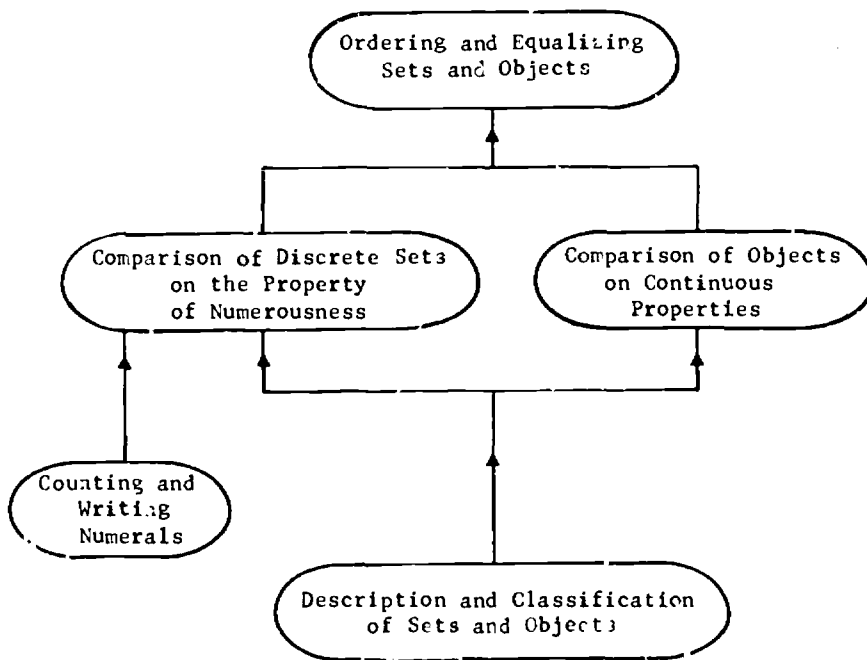 Ordering and Equalizing
Sets and Objects
Comparison of Discrete Sets
on the Property
of Numerousness
Comparison of Objects
on Continuous
Properties
Counting and
Writing
Numerals
Description and Classification
of Sets and Objects